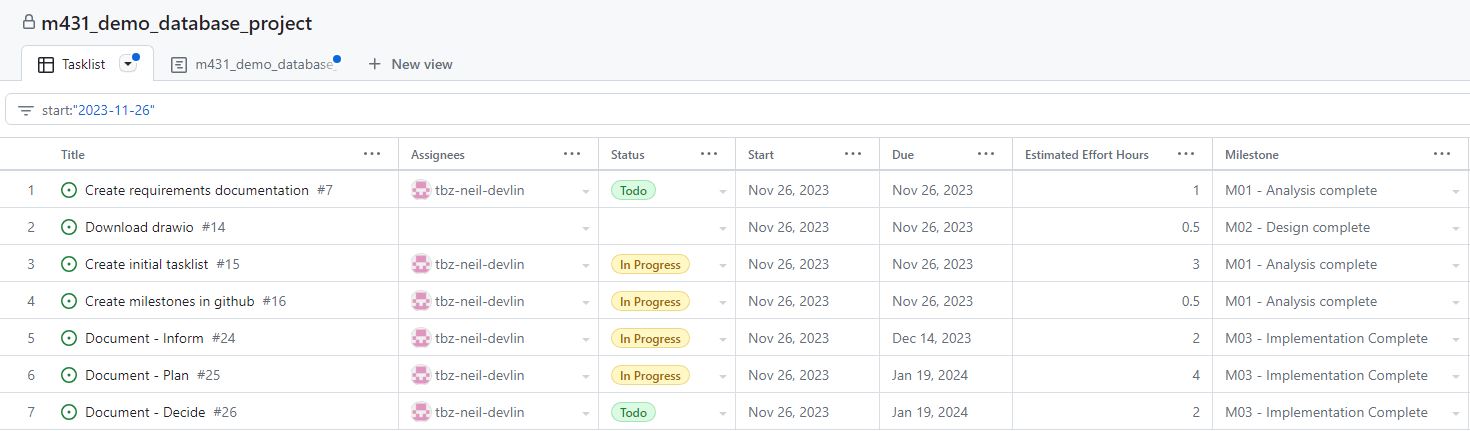 m431_demo_database_project
Tasklist m431_demo_database_ New view
start:"2023-11-26"
Title ... Assignees ... Status ... Start ... Due ... Estimated Effort Hours ... Milestone ...
1 Create requirements documentation #7 tbz-neil-devlin Todo Nov 26, 2023 Nov 26, 2023 1 M01 - Analysis complete
2 Download drawio #14 Nov 26, 2023 Nov 26, 2023 0.5 M02 - Design complete
3 Create initial tasklist #15 tbz-neil-devlin In Progress Nov 26, 2023 Nov 26, 2023 3 M01 - Analysis complete
4 Create milestones in github #16 tbz-neil-devlin In Progress Nov 26, 2023 Nov 26, 2023 0.5 M01 - Analysis complete
5 Document - Inform #24 tbz-neil-devlin In Progress Nov 26, 2023 Dec 14, 2023 2 M03 - Implementation Complete
6 Document - Plan #25 tbz-neil-devlin In Progress Nov 26, 2023 Jan 19, 2024 4 M03 - Implementation Complete
7 Document - Decide #26 tbz-neil-devlin Todo Nov 26, 2023 Jan 19, 2024 2 M03 - Implementation Complete